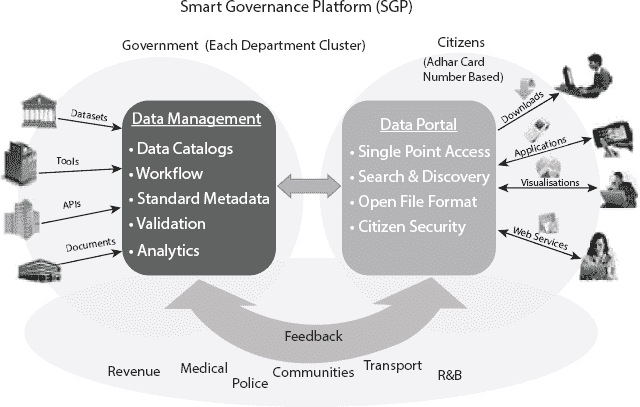 Smart Governance Platform (SGP)
Government (Each Department Cluster)
Citizens
(Adhar Card
Number Based)
Datasets
Tools
APIs
Documents
Data Management
• Data Catalogs
• Workflow
• Standard Metadata
• Validation
• Analytics
Data Portal
• Single Point Access
• Search & Discovery
• Open File Format
• Citizen Security
Downloads
Applications
Visualisations
Web Services
Feedback
Revenue
Medical
Police
Communities
Transport
R&B